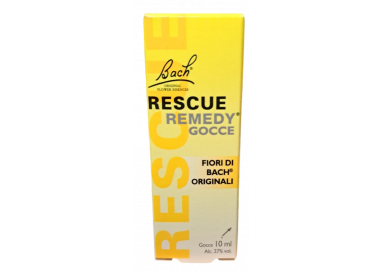 RESCUE
Bach®
ORIGINAL
FLOWER REMEDIES
RESCUE
REMEDY®
GOCCE
FIORI DI
BACH®
ORIGINALI
Gocce 10 ml
Alc. 27% vol.